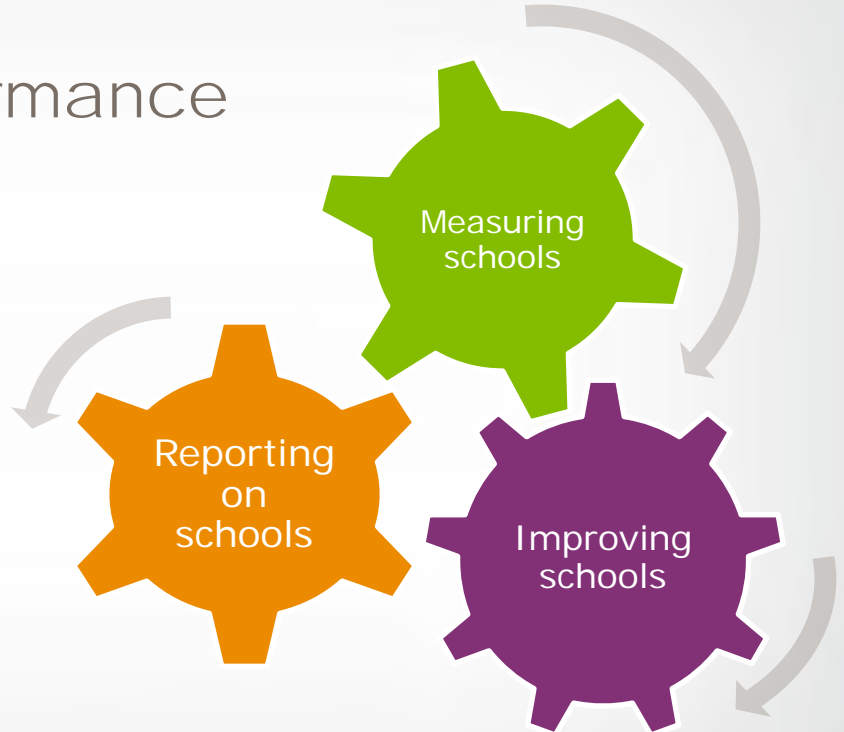 rmance
Measuring
schools
Reporting
on
schools
Improving
schools